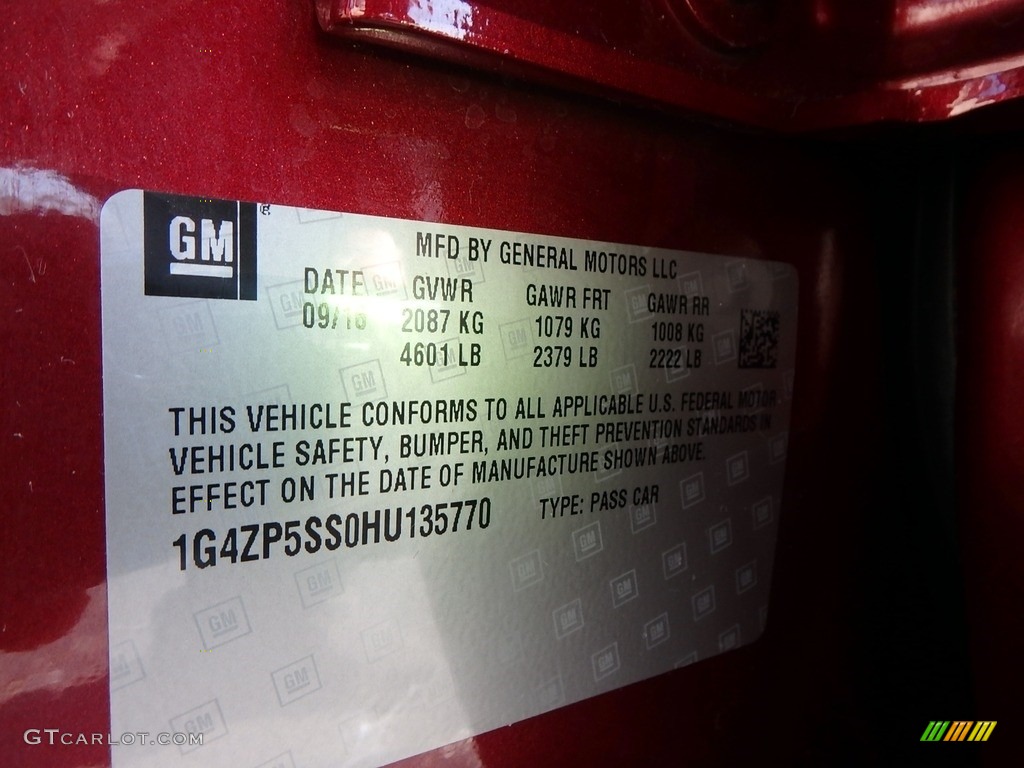 GM
MFD BY GENERAL MOTORS LLC
DATE GVWR GAWR FRT GAWR RR
09/16 2087 KG 1079 KG 1008 KG
4601 LB 2379 LB 2222 LB
THIS VEHICLE CONFORMS TO ALL APPLICABLE U.S. FEDERAL MOTOR
VEHICLE SAFETY, BUMPER, AND THEFT PREVENTION STANDARDS IN
EFFECT ON THE DATE OF MANUFACTURE SHOWN ABOVE.
1G4ZP5SS0HU135770 TYPE: PASS CAR
GTCARLOT.COM